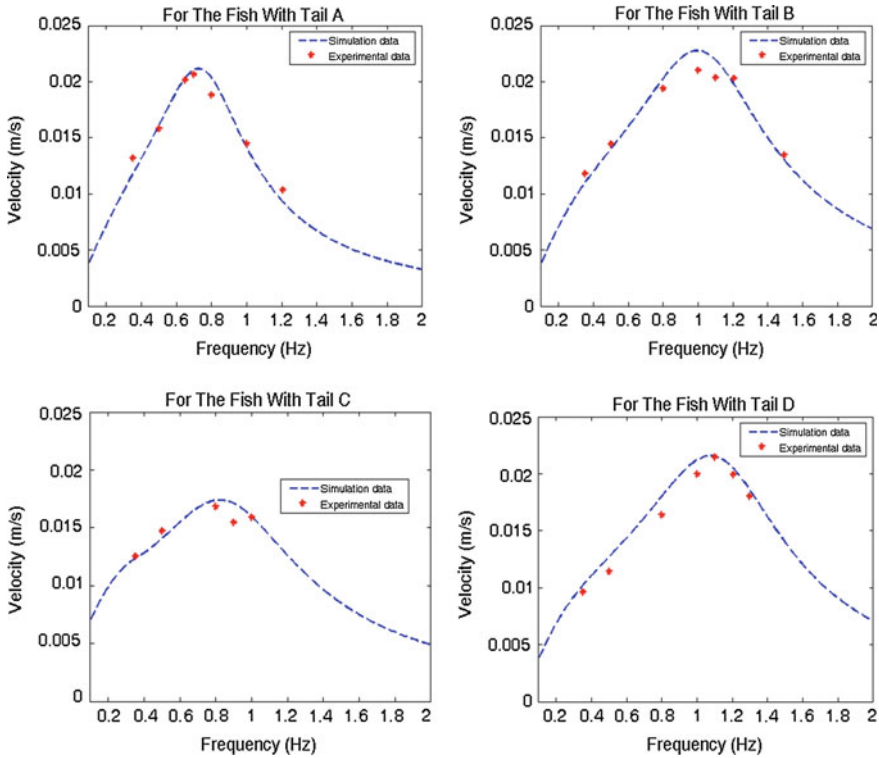 For The Fish With Tail A
0.025
0.02
0.015
0.01
0.005
0
Velocity (m/s)
Simulation data
Experimental data
0.2 0.4 0.6 0.8 1 1.2 1.4 1.6 1.8 2
Frequency (Hz)
For The Fish With Tail B
0.025
0.02
0.015
0.01
0.005
0
Velocity (m/s)
Simulation data
Experimental data
0.2 0.4 0.6 0.8 1 1.2 1.4 1.6 1.8 2
Frequency (Hz)
For The Fish With Tail C
0.025
0.02
0.015
0.01
0.005
0
Velocity (m/s)
Simulation data
Experimental data
0.2 0.4 0.6 0.8 1 1.2 1.4 1.6 1.8 2
Frequency (Hz)
For The Fish With Tail D
0.025
0.02
0.015
0.01
0.005
0
Velocity (m/s)
Simulation data
Experimental data
0.2 0.4 0.6 0.8 1 1.2 1.4 1.6 1.8 2
Frequency (Hz)